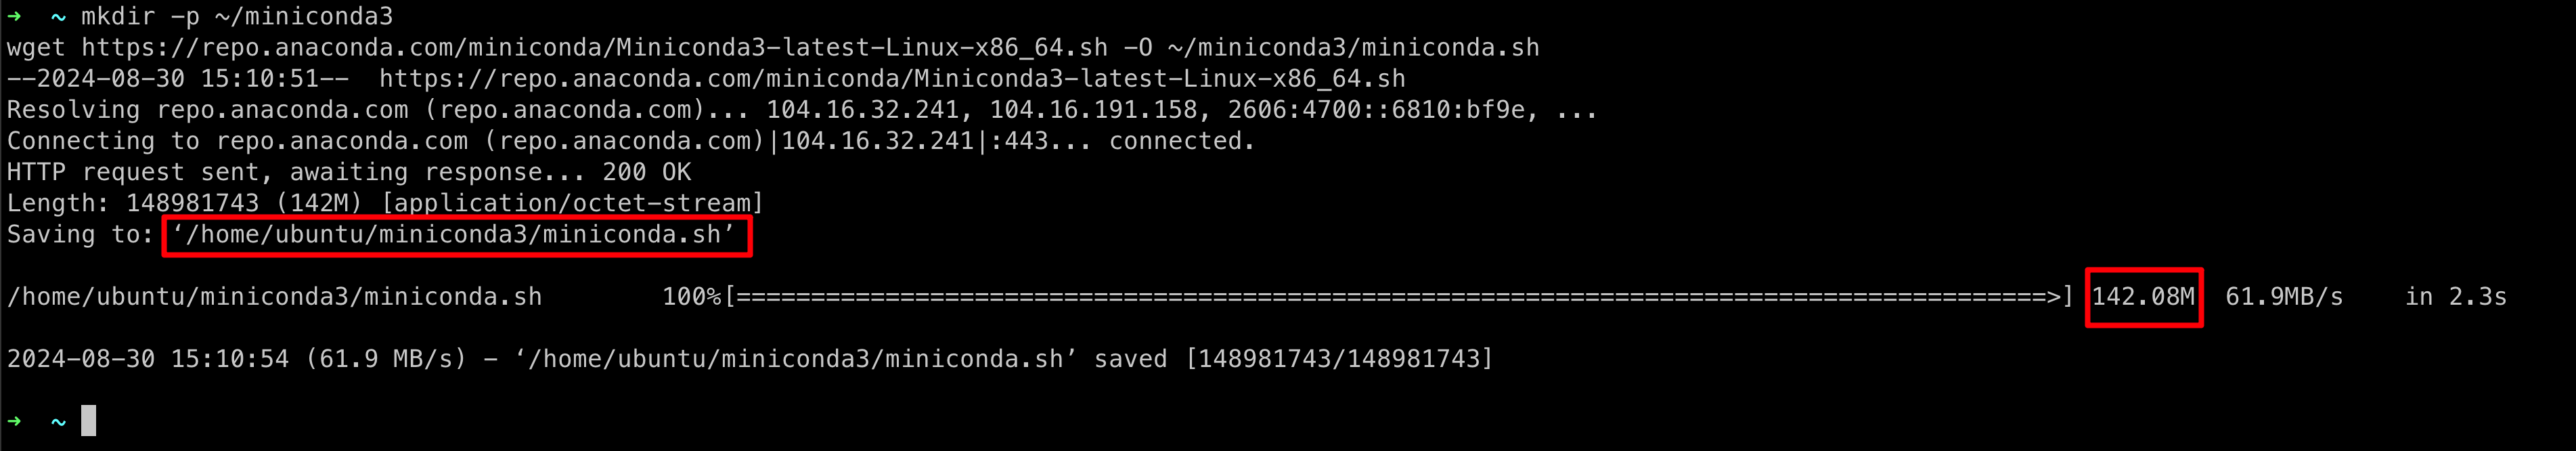 → ~ mkdir -p ~/miniconda3
wget https://repo.anaconda.com/miniconda/Miniconda3-latest-Linux-x86_64.sh -O ~/miniconda3/miniconda.sh
--2024-08-30 15:10:51--  https://repo.anaconda.com/miniconda/Miniconda3-latest-Linux-x86_64.sh
Resolving repo.anaconda.com (repo.anaconda.com)... 104.16.32.241, 104.16.191.158, 2606:4700::6810:bf9e, ...
Connecting to repo.anaconda.com (repo.anaconda.com)|104.16.32.241|:443... connected.
HTTP request sent, awaiting response... 200 OK
Length: 148981743 (142M) [application/octet-stream]
Saving to: ‘/home/ubuntu/miniconda3/miniconda.sh’
/home/ubuntu/miniconda3/miniconda.sh        100%[========================================================================================>] 142.08M  61.9MB/s    in 2.3s
2024-08-30 15:10:54 (61.9 MB/s) - ‘/home/ubuntu/miniconda3/miniconda.sh’ saved [148981743/148981743]
→ ~